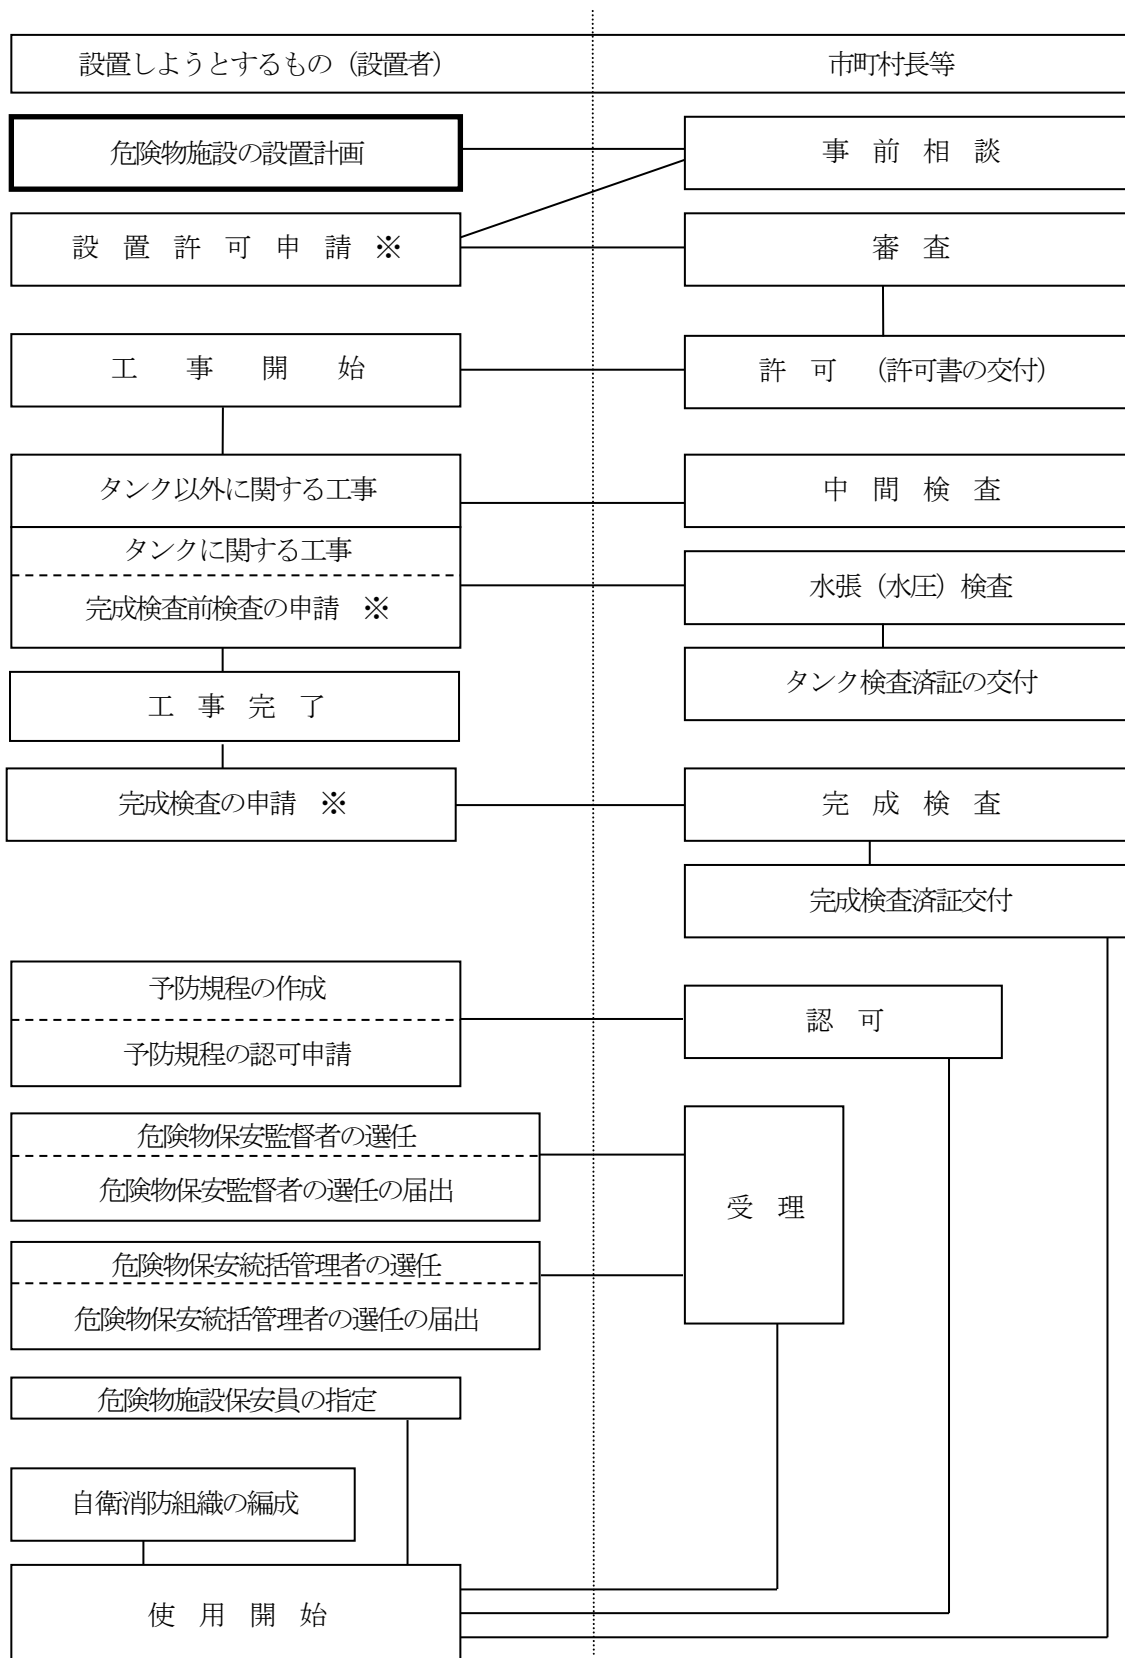 設置しようとするもの（設置者） 市町村長等
危険物施設の設置計画 事　前　相　談
設　置　許　可　申　請　※ 審　査
工　事　開　始 許　可　（許可書の交付）
タンク以外に関する工事 中　間　検　査
タンクに関する工事
水張（水圧）検査
完成検査前検査の申請　※
タンク検査済証の交付
工　事　完　了
完成検査の申請　※ 完　成　検　査
完成検査済証交付
予防規程の作成
認　可
予防規程の認可申請
危険物保安監督者の選任
危険物保安監督者の選任の届出
受　理
危険物保安統括管理者の選任
危険物保安統括管理者の選任の届出
危険物施設保安員の指定
自衛消防組織の編成
使　用　開　始